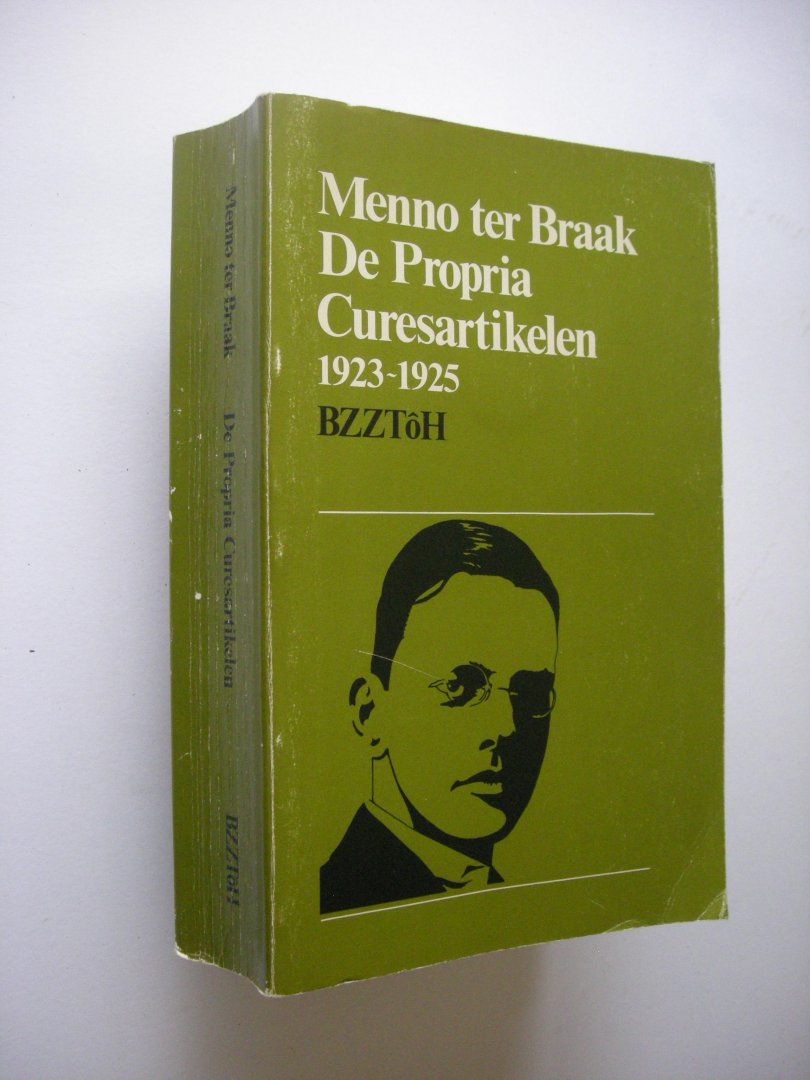 Menno ter Braak
De Propria
Curesartikelen
1923-1925
BZZTôH
Menno ter Braak De Propria Curesartikelen BZZTôH